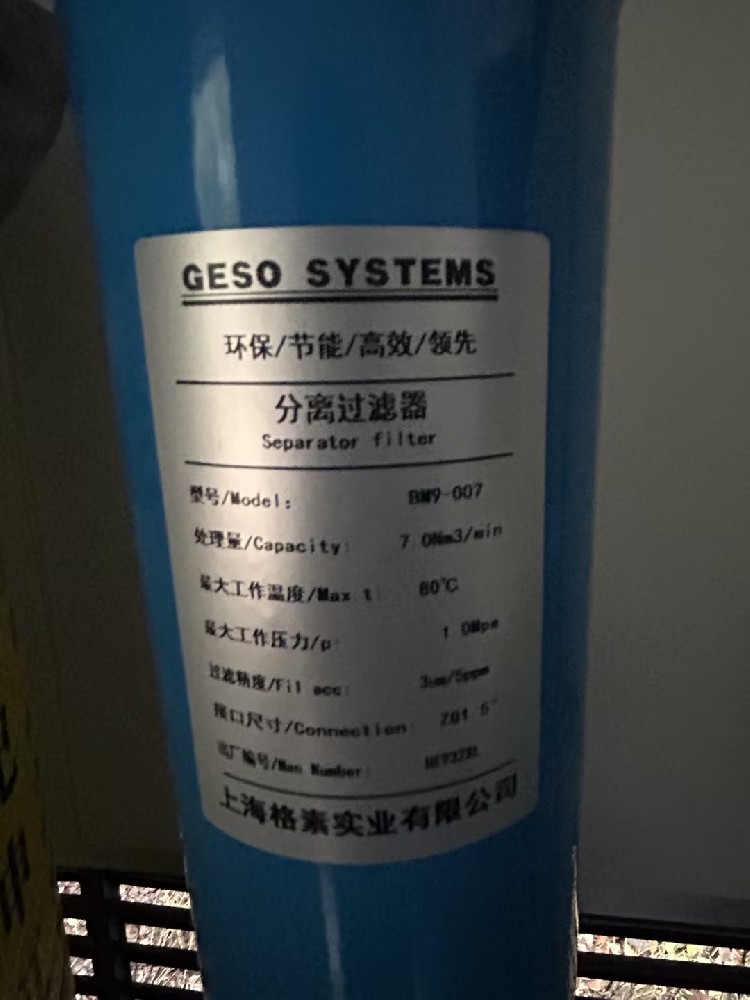 GESO SYSTEMS
环保/节能/高效/领先
分离过滤器
Separator filter
型号/Model: BM9-007
处理量/Capacity: 7.0Nm3/min
最大工作温度/Max t: 80℃
最大工作压力/p: 1.0Mpa
过滤精度/Fil acc: 3um/5ppm
接口尺寸/Connection: ZG1.5"
出厂编号/Man Number:
上海格素实业有限公司